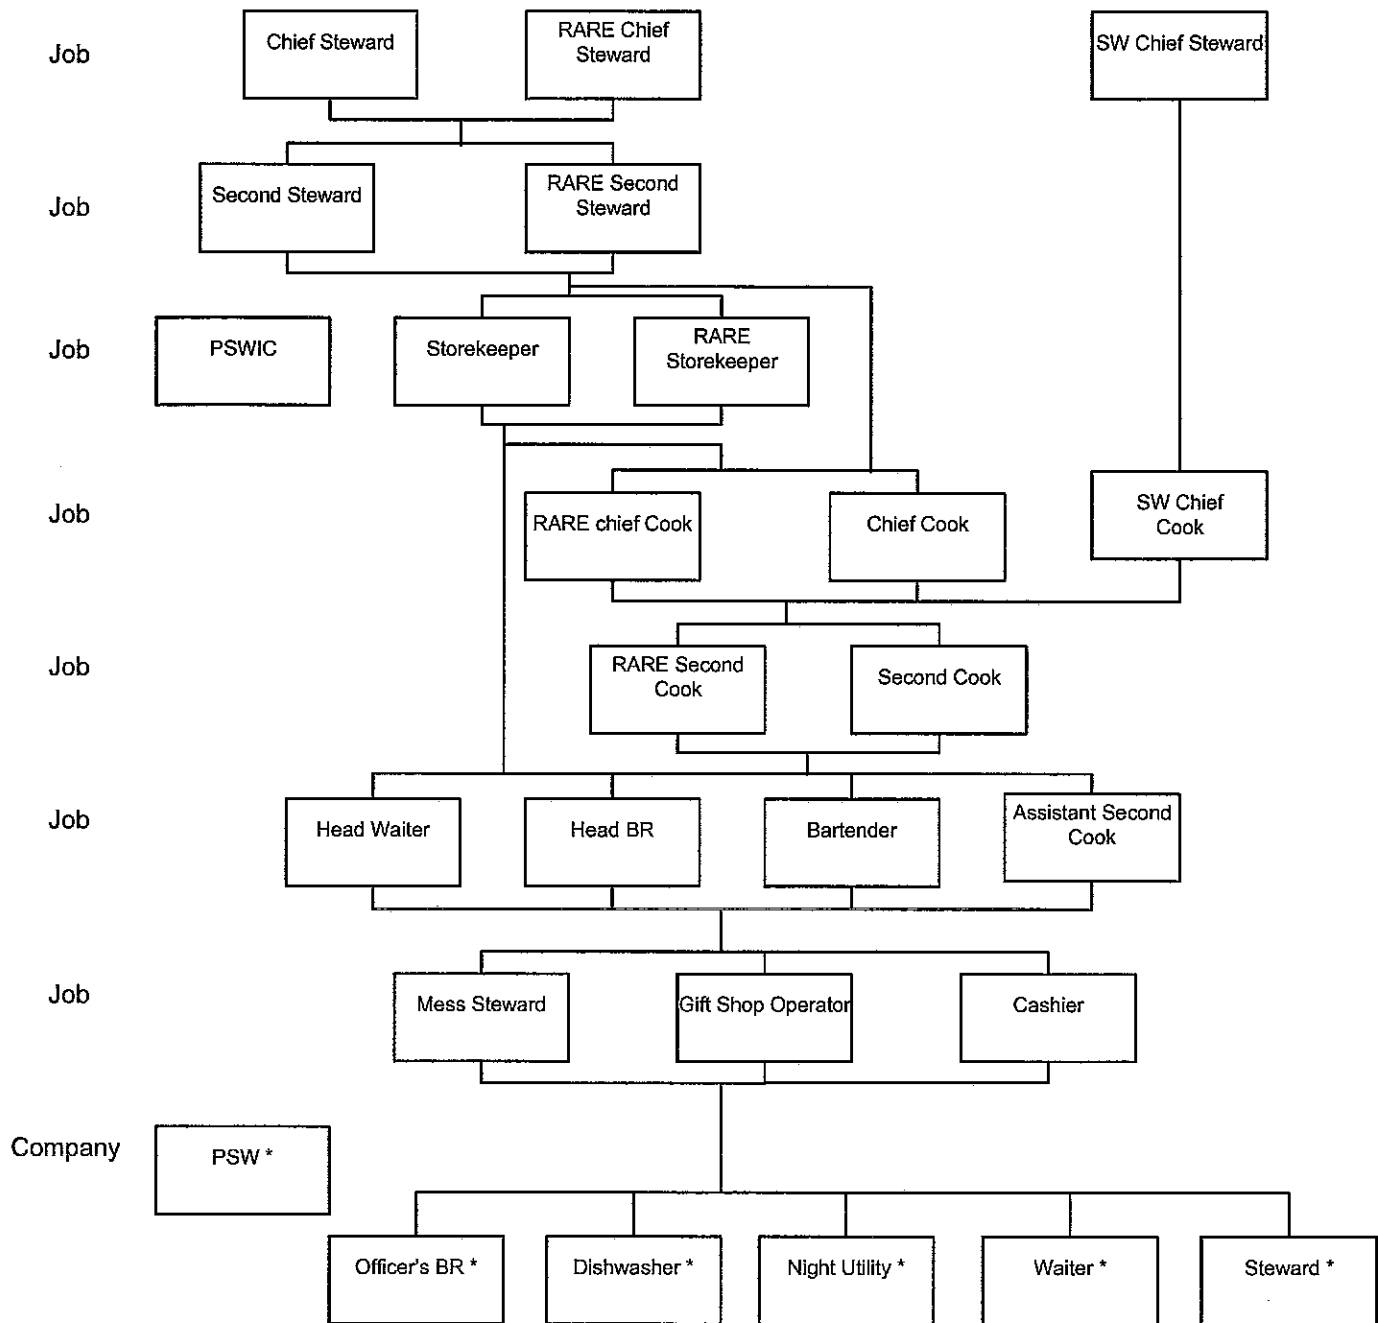 Job
Chief Steward
RARE Chief
Steward
SW Chief Steward
Job
Second Steward
RARE Second
Steward
Job
PSWIC
Storekeeper
RARE
Storekeeper
Job
RARE chief Cook
Chief Cook
SW Chief
Cook
Job
RARE Second
Cook
Second Cook
Job
Head Waiter
Head BR
Bartender
Assistant Second
Cook
Job
Mess Steward
Gift Shop Operator
Cashier
Company
PSW *
Officer's BR *
Dishwasher *
Night Utility *
Waiter *
Steward *